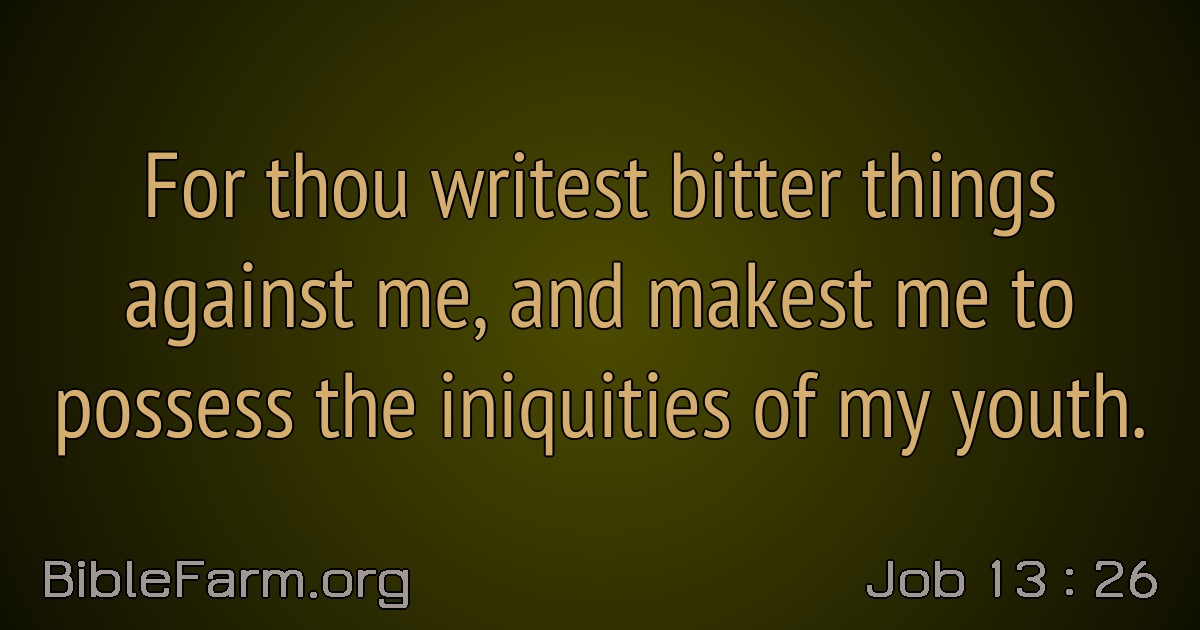 For thou writest bitter things
against me, and makest me to
possess the iniquities of my youth.
BibleFarm.org
Job 13 : 26